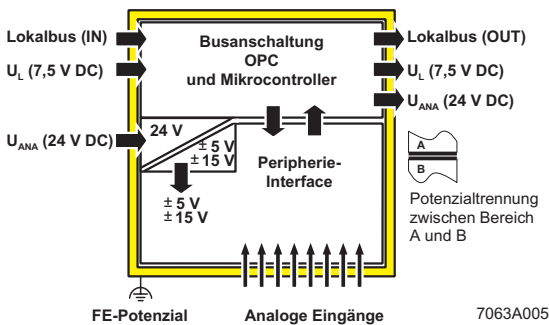 Lokalbus (IN)
U_L (7,5 V DC)
U_ANA (24 V DC)
Busanschaltung
OPC
und Mikrocontroller
Lokalbus (OUT)
U_L (7,5 V DC)
U_ANA (24 V DC)
24 V
± 5 V
± 15 V
± 5 V
± 15 V
Peripherie-
Interface
A
B
Potenzialtrennung
zwischen Bereich
A und B
FE-Potenzial
Analoge Eingänge
7063A005